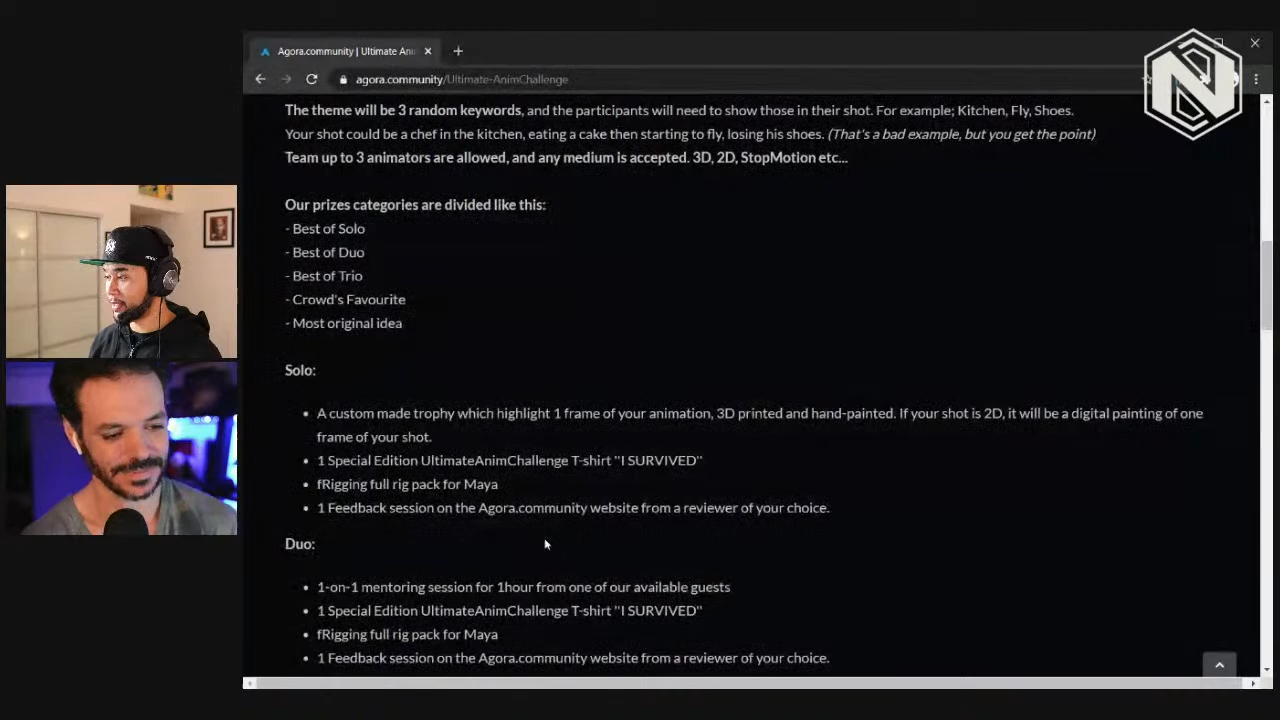 Agora.community | Ultimate Ani
agora.community/Ultimate-AnimChallenge
The theme will be 3 random keywords, and the participants will need to show those in their shot. For example; Kitchen, Fly, Shoes.
Your shot could be a chef in the kitchen, eating a cake then starting to fly, losing his shoes. (That's a bad example, but you get the point)
Team up to 3 animators are allowed, and any medium is accepted. 3D, 2D, StopMotion etc...
Our prizes categories are divided like this:
- Best of Solo
- Best of Duo
- Best of Trio
- Crowd's Favourite
- Most original idea
Solo:
• A custom made trophy which highlight 1 frame of your animation, 3D printed and hand-painted. If your shot is 2D, it will be a digital painting of one
frame of your shot.
• 1 Special Edition UltimateAnimChallenge T-shirt "I SURVIVED"
• fRigging full rig pack for Maya
• 1 Feedback session on the Agora.community website from a reviewer of your choice.
Duo:
• 1-on-1 mentoring session for 1hour from one of our available guests
• 1 Special Edition UltimateAnimChallenge T-shirt "I SURVIVED"
• fRigging full rig pack for Maya
• 1 Feedback session on the Agora.community website from a reviewer of your choice.